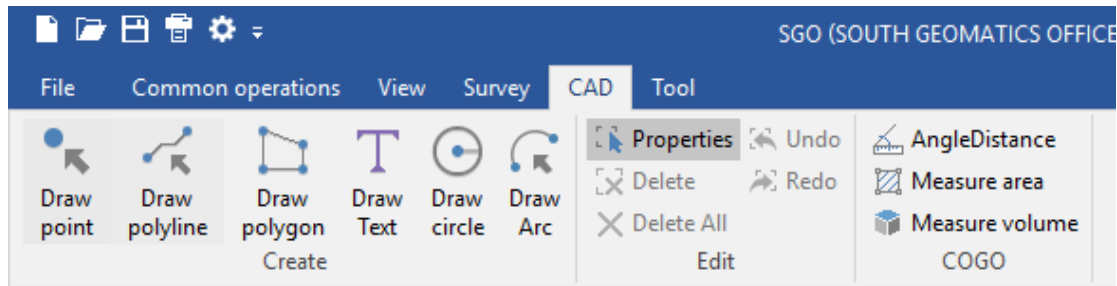 SGO (SOUTH GEOMATICS OFFICE
File Common operations View Survey CAD Tool
Draw point
Draw polyline
Draw polygon
Draw Text
Draw circle
Draw Arc
Create
Properties Undo
Delete Redo
Delete All
Edit
AngleDistance
Measure area
Measure volume
COGO